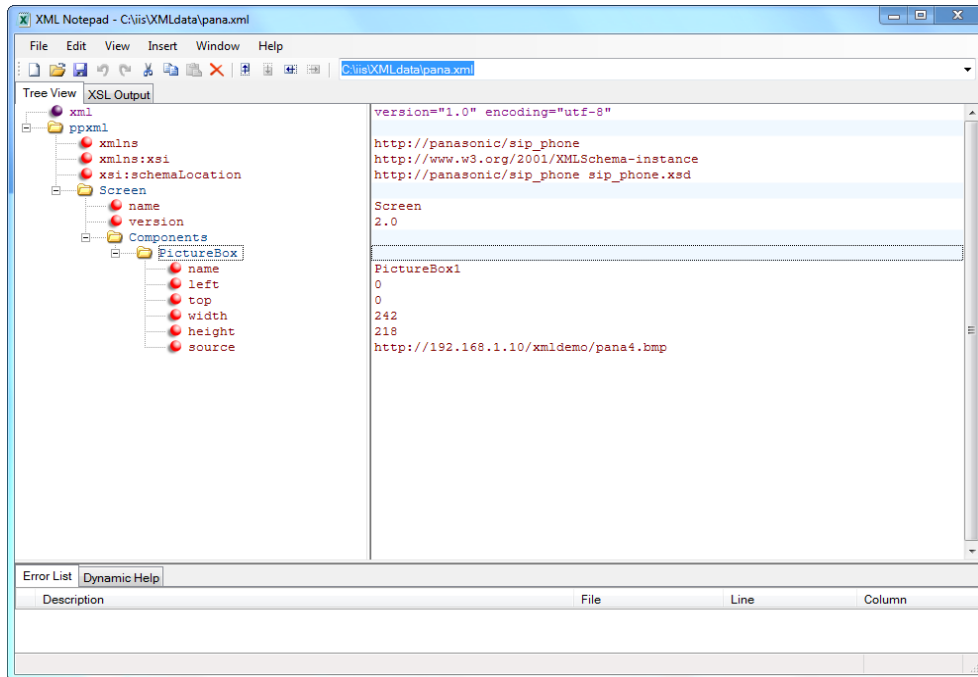 XML Notepad - C:\iis\XMLdata\pana.xml
File Edit View Insert Window Help
C:\iis\XMLdata\pana.xml
Tree View XSL Output
xml version="1.0" encoding="utf-8"
ppxml
xmlns http://panasonic/sip_phone
xmlns:xsi http://www.w3.org/2001/XMLSchema-instance
xsi:schemaLocation http://panasonic/sip_phone sip_phone.xsd
Screen
name Screen
version 2.0
Components
PictureBox
name PictureBox1
left 0
top 0
width 242
height 218
source http://192.168.1.10/xmldemo/pana4.bmp
Error List Dynamic Help
Description File Line Column